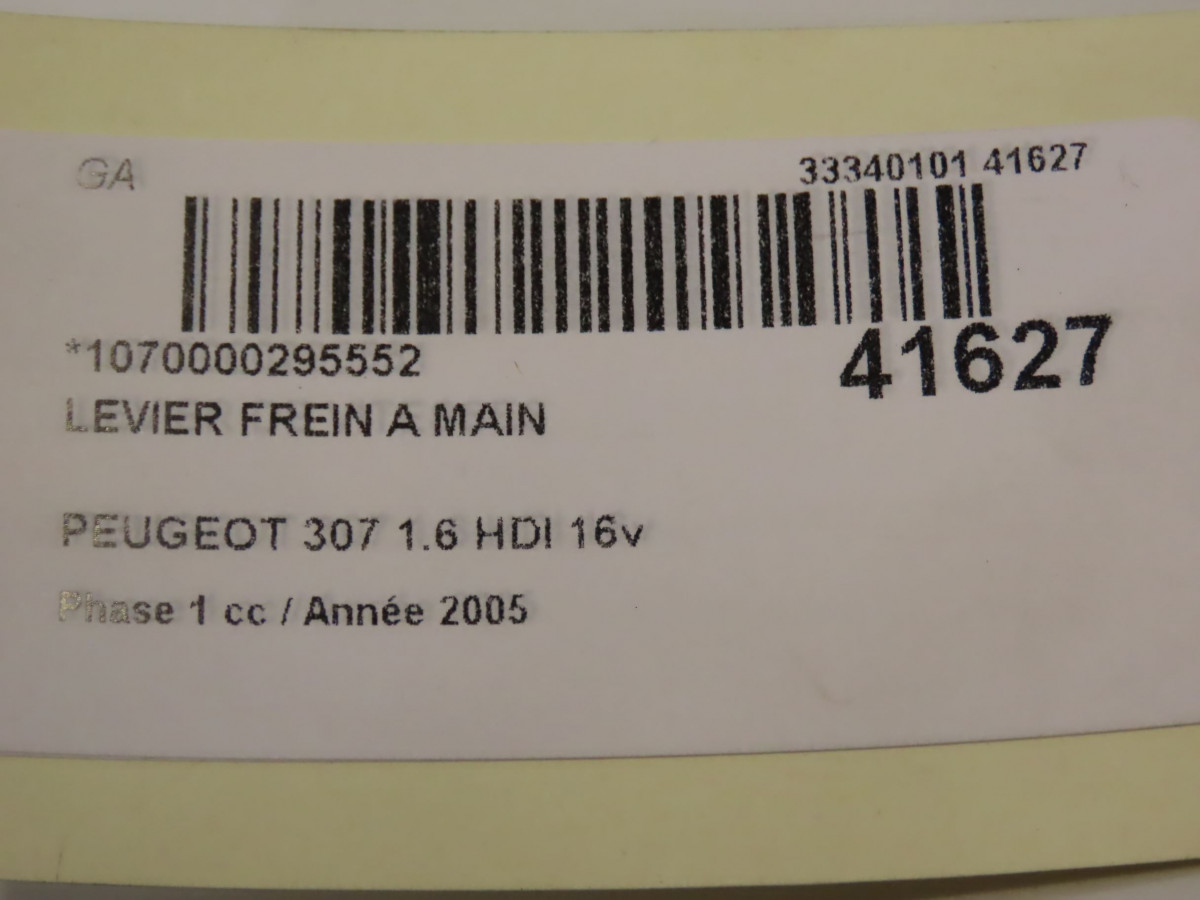 GA
33340101 41627
*1070000295552
41627
LEVIER FREIN A MAIN
PEUGEOT 307 1.6 HDI 16v
Phase 1 cc / Année 2005